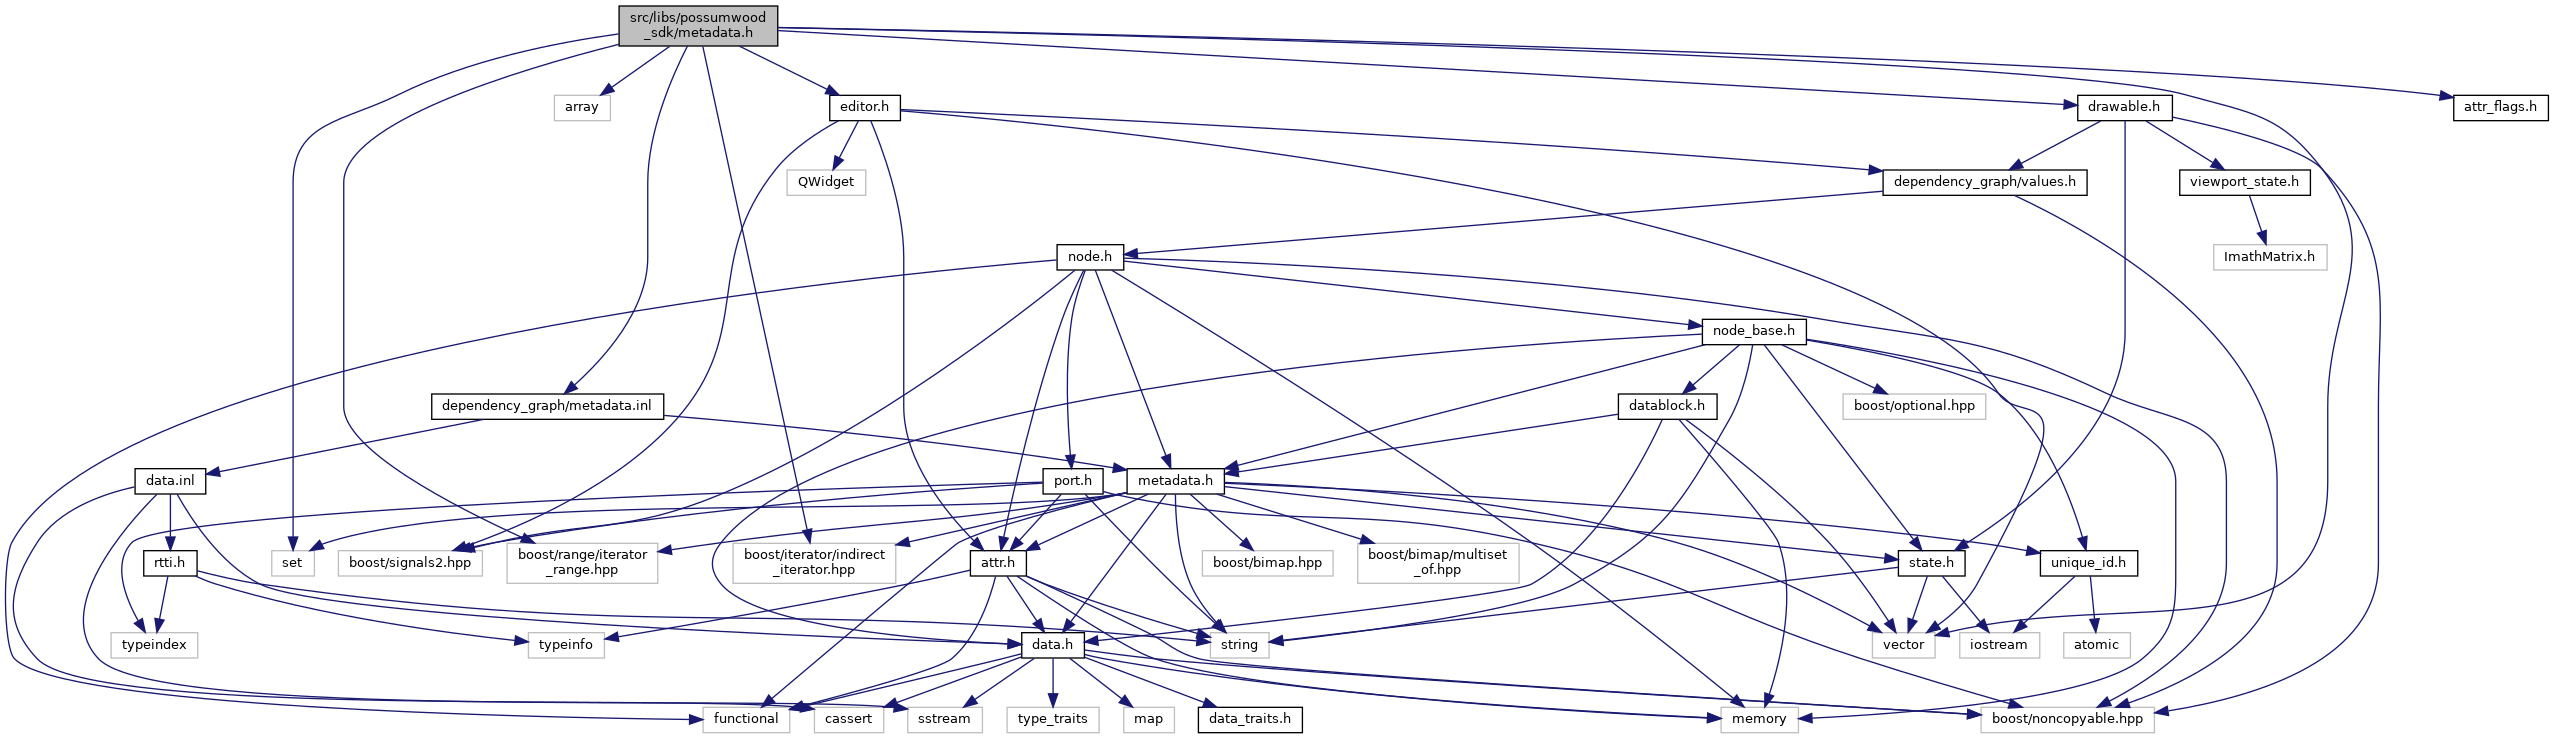 src/libs/possumwood
_sdk/metadata.h
array
editor.h
drawable.h
attr_flags.h
QWidget
dependency_graph/values.h
viewport_state.h
node.h
ImathMatrix.h
node_base.h
dependency_graph/metadata.inl
datablock.h
boost/optional.hpp
data.inl
port.h
metadata.h
rtti.h
set
boost/signals2.hpp
boost/range/iterator
_range.hpp
boost/iterator/indirect
_iterator.hpp
attr.h
boost/bimap.hpp
boost/bimap/multiset
_of.hpp
state.h
unique_id.h
typeindex
typeinfo
data.h
string
vector
iostream
atomic
functional
cassert
sstream
type_traits
map
data_traits.h
memory
boost/noncopyable.hpp